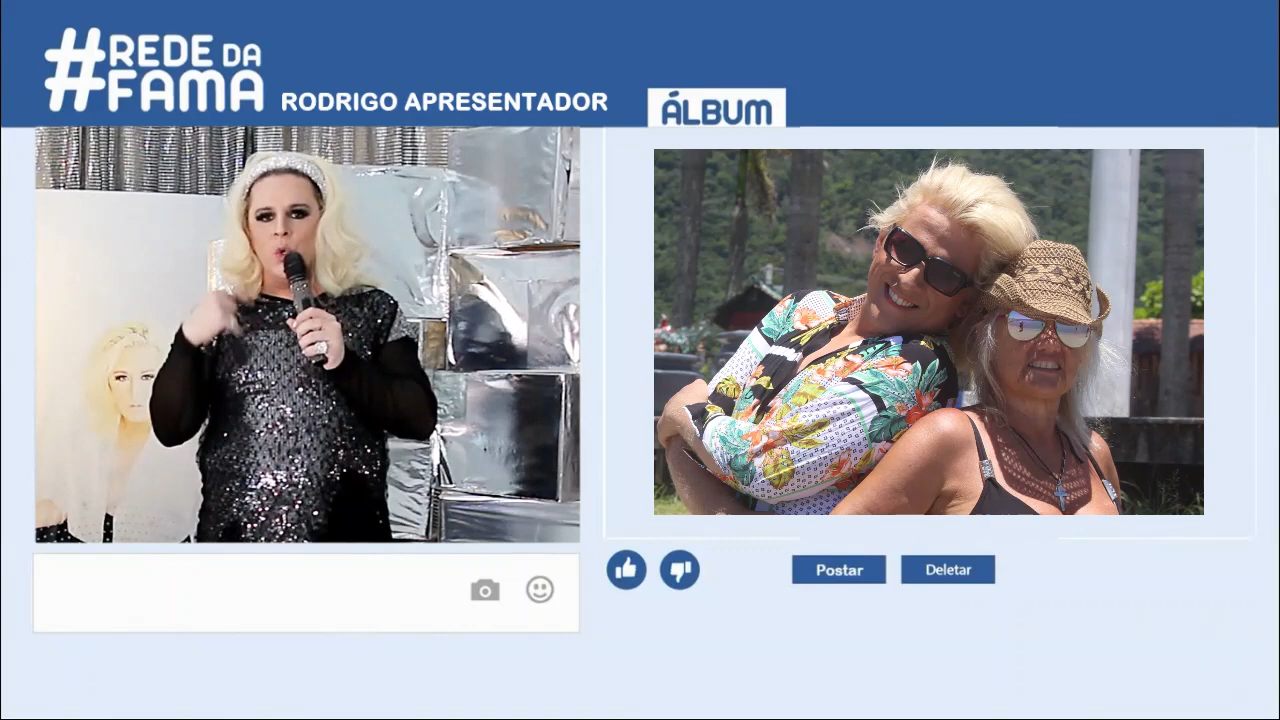 #REDE DA
FAMA
RODRIGO APRESENTADOR
ÁLBUM
Postar
Deletar